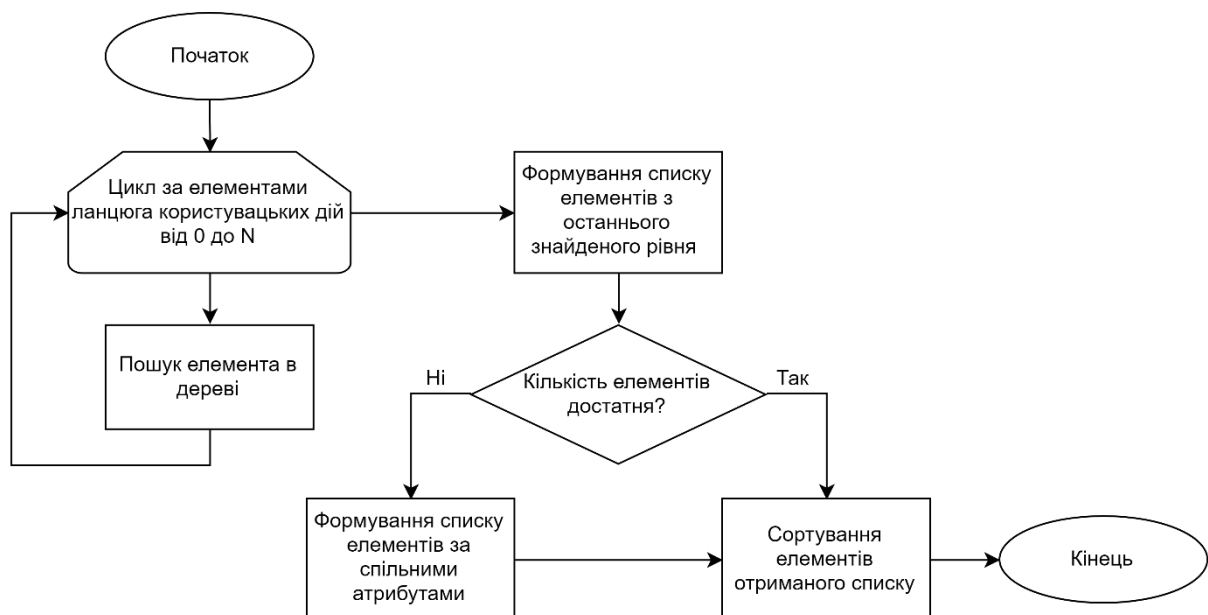 Початок
Цикл за елементами
ланцюга користувацьких дій
від 0 до N
Пошук елемента в
дереві
Формування списку
елементів з
останнього
знайденого рівня
Кількість елементів
достатня?
Ні
Так
Формування списку
елементів за
спільними
атрибутами
Сортування
елементів
отриманого списку
Кінець